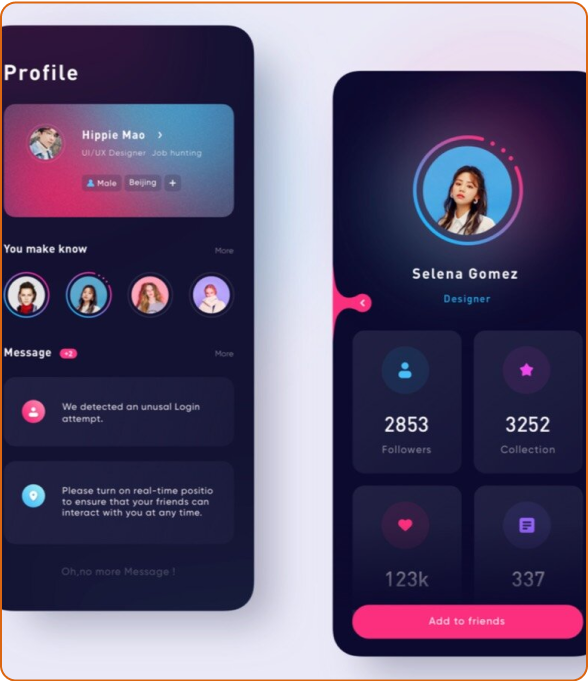 Profile
Hippie Mao >
UI/UX Designer Job hunting
Male Beijing +
You make know More
Message +2 More
We detected an unusal Login
attempt.
Please turn on real-time positio
to ensure that your friends can
interact with you at any time.
Oh,no more Message !
Selena Gomez
Designer
2853
Followers
3252
Collection
123k
337
Add to friends